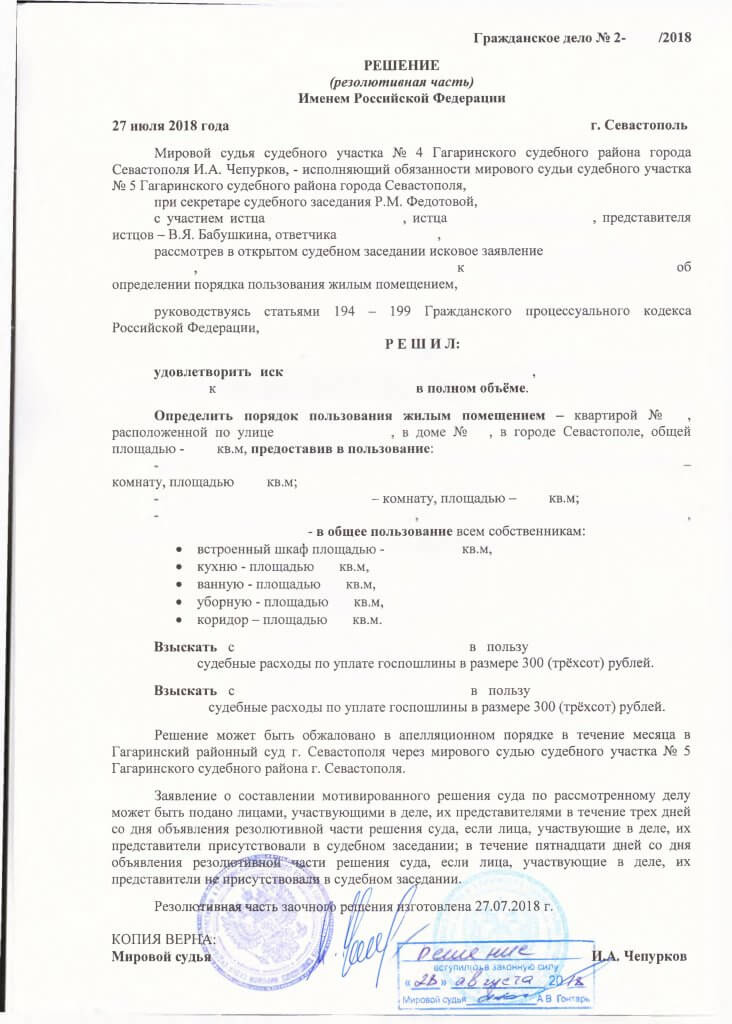 Гражданское дело № 2- /2018
РЕШЕНИЕ
(резолютивная часть)
Именем Российской Федерации
27 июля 2018 года г. Севастополь
Мировой судья судебного участка № 4 Гагаринского судебного района города
Севастополя И.А. Чепурков, - исполняющий обязанности мирового судьи судебного участка
№ 5 Гагаринского судебного района города Севастополя,
при секретаре судебного заседания Р.М. Федотовой,
с участием истца , истца , представителя
истцов – В.Я. Бабушкина, ответчика ,
рассмотрев в открытом судебном заседании исковое заявление
, к об
определении порядка пользования жилым помещением,
руководствуясь статьями 194 – 199 Гражданского процессуального кодекса
Российской Федерации,
Р Е Ш И Л:
удовлетворить иск ,
к в полном объёме.
Определить порядок пользования жилым помещением – квартирой № ,
расположенной по улице , в доме № , в городе Севастополе, общей
площадью - кв.м, предоставив в пользование:
- –
комнату, площадью кв.м;
- – комнату, площадью – кв.м;
- , ,
- в общее пользование всем собственникам:
• встроенный шкаф площадью - кв.м,
• кухню - площадью кв.м,
• ванную - площадью кв.м,
• уборную - площадью кв.м,
• коридор – площадью кв.м.
Взыскать с в пользу
судебные расходы по уплате госпошлины в размере 300 (трёхсот) рублей.
Взыскать с в пользу
судебные расходы по уплате госпошлины в размере 300 (трёхсот) рублей.
Решение может быть обжаловано в апелляционном порядке в течение месяца в
Гагаринский районный суд г. Севастополя через мирового судью судебного участка № 5
Гагаринского судебного района г. Севастополя.
Заявление о составлении мотивированного решения суда по рассмотренному делу
может быть подано лицами, участвующими в деле, их представителями в течение трех дней
со дня объявления резолютивной части решения суда, если лица, участвующие в деле, их
представители присутствовали в судебном заседании; в течение пятнадцати дней со дня
объявления резолютивной части решения суда, если лица, участвующие в деле, их
представители не присутствовали в судебном заседании.
Резолютивная часть заочного решения изготовлена 27.07.2018 г.
КОПИЯ ВЕРНА:
Мировой судья И.А. Чепурков
Решение
вступило в законную силу
« 28 » августа 2018
Мировой судья А.В. Гонтарь